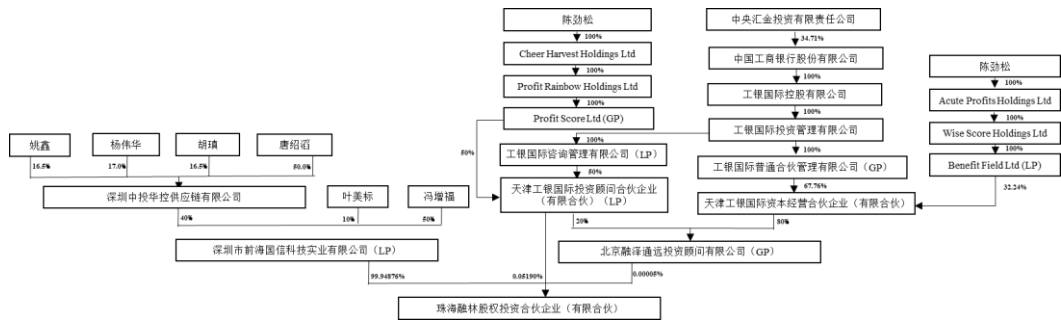 陈劲松
中央汇金投资有限责任公司
100%
34.71%
Cheer Harvest Holdings Ltd
中国工商银行股份有限公司
陈劲松
100%
100%
100%
Profit Rainbow Holdings Ltd
工银国际控股有限公司
Acute Profits Holdings Ltd
100%
100%
100%
Profit Score Ltd (GP)
工银国际投资管理有限公司
Wise Score Holdings Ltd
姚鑫
杨伟华
胡瑱
唐绍滔
50%
100%
100%
100%
工银国际咨询管理有限公司（LP）
工银国际普通合伙管理有限公司（GP）
Benefit Field Ltd (LP)
16.5%
17.0%
16.5%
50.0%
50%
67.76%
32.24%
深圳中投华控供应链有限公司
叶美标
冯增福
天津工银国际投资顾问合伙企业
（有限合伙）（LP）
天津工银国际资本经营合伙企业（有限合伙）
40%
10%
50%
20%
80%
深圳市前海国信科技实业有限公司（LP）
北京融泽通远投资顾问有限公司（GP）
99.94876%
0.05190%
0.00005%
珠海融林股权投资合伙企业（有限合伙）